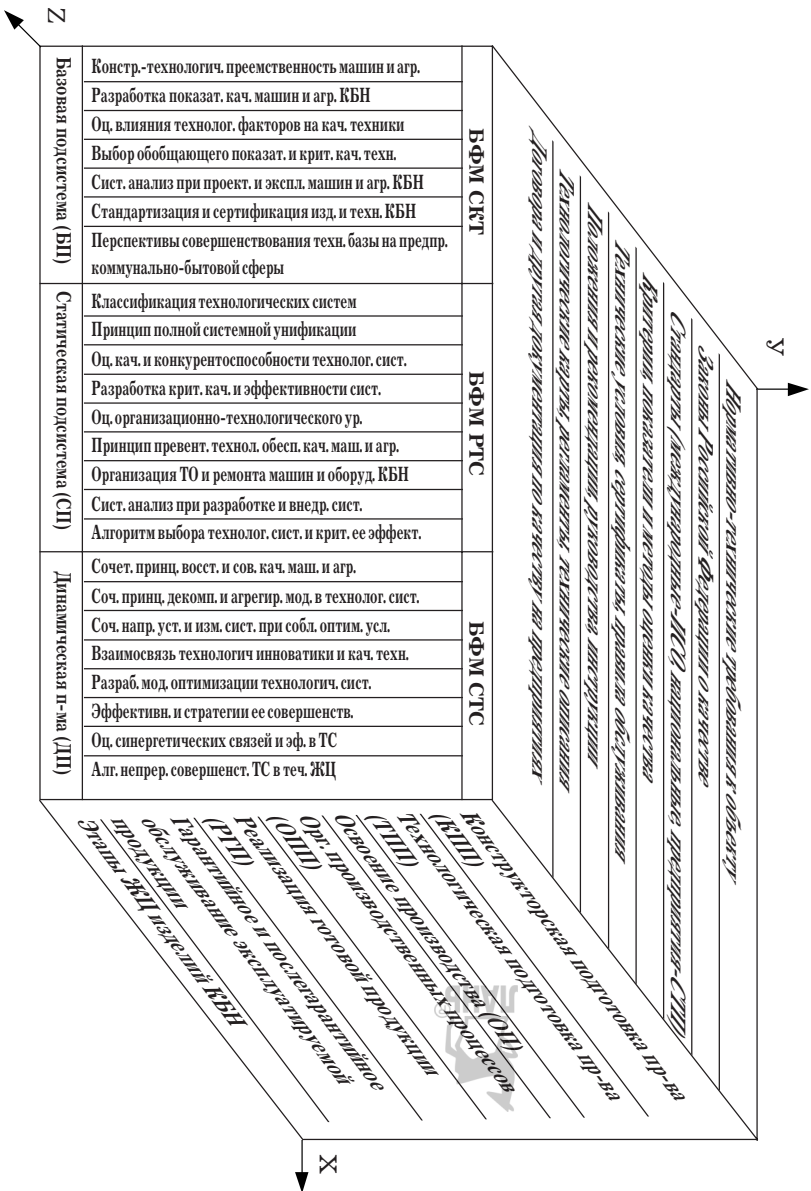 Z
У
X
Нормативно-технические требования к объекту
Законы Российской Федерации о качестве
Стандарты (международные-ИСО, национальные, предприятия-СТП)
Критерии, показатели и методы оценки качества
Технические условия, сертификаты, правила обслуживания
Положения и рекомендации, руководства, инструкции
Технологические карты, регламенты, технические описания
Договора и другая документация по качеству на предприятиях
БФМ СКТ
Констр.-технологич. преемственность машин и агр.
Разработка показат. кач. машин и агр. КБН
Оц. влияния технолог. факторов на кач. техники
Выбор обобщающего показат. и крит. кач. техн.
Сист. анализ при проект. и экспл. машин и агр. КБН
Стандартизация и сертификация изд. и техн. КБН
Перспективы совершенствования техн. базы на предпр.
коммунально-бытовой сферы
Базовая подсистема (БП)
БФМ РТС
Классификация технологических систем
Принцип полной системной унификации
Оц. кач. и конкурентоспособности технолог. сист.
Разработка крит. кач. и эффективности сист.
Оц. организационно-технологического ур.
Принцип превент. технол. обесп. кач. маш. и агр.
Организация ТО и ремонта машин и оборуд. КБН
Сист. анализ при разработке и внедр. сист.
Алгоритм выбора технолог. сист. и крит. ее эффект.
Статическая подсистема (СП)
БФМ СТС
Сочет. принц. восст. и сов. кач. маш. и агр.
Соч. принц. декомп. и агрегир. мод. в технолог. сист.
Соч. напр. уст. и изм. сист. при собл. оптим. усл.
Взаимосвязь технологич инноватики и кач. техн.
Разраб. мод. оптимизации технологич. сист.
Эффективн. и стратегии ее совершенств.
Оц. синергетических связей и эф. в ТС
Алг. непрер. совершенст. ТС в теч. ЖЦ
Динамическая п-ма (ДП)
Конструкторская подготовка пр-ва
(КПП)
Технологическая подготовка пр-ва
(ТПП)
Освоение производства (ОП)
Орг. производственных процессов
(ОПП)
Реализация готовой продукции
(РГП)
Гарантийное и послегарантийное
обслуживание эксплуатируемой
продукции
Этапы ЖЦ изделий КБН
ЛАНЬ®